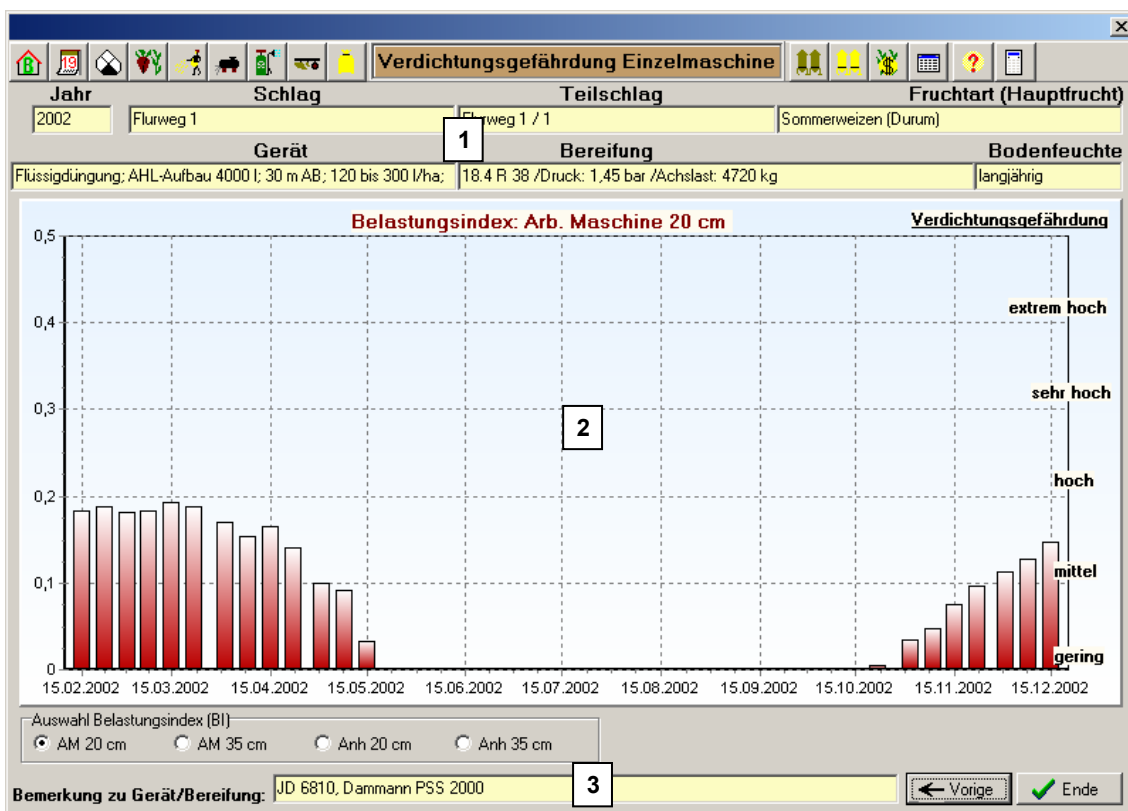 B 19 Verdichtungsgefährdung Einzelmaschine ?
Jahr Schlag Teilschlag Fruchtart (Hauptfrucht)
2002 Flurweg 1 Flurweg 1 / 1 Sommerweizen (Durum)
1
Gerät Bereifung Bodenfeuchte
Flüssigdüngung; AHL-Aufbau 4000 l; 30 m AB; 120 bis 300 l/ha; 18.4 R 38 /Druck: 1,45 bar /Achslast: 4720 kg langjährig
Belastungsindex: Arb. Maschine 20 cm Verdichtungsgefährdung
0,5
extrem hoch
0,4
sehr hoch
0,3
2
hoch
0,2
mittel
0,1
gering
0
15.02.2002 15.03.2002 15.04.2002 15.05.2002 15.06.2002 15.07.2002 15.08.2002 15.09.2002 15.10.2002 15.11.2002 15.12.2002
Auswahl Belastungsindex (BI)
AM 20 cm AM 35 cm Anh 20 cm Anh 35 cm
Bemerkung zu Gerät/Bereifung: JD 6810, Dammann PSS 2000 3 Vorige Ende